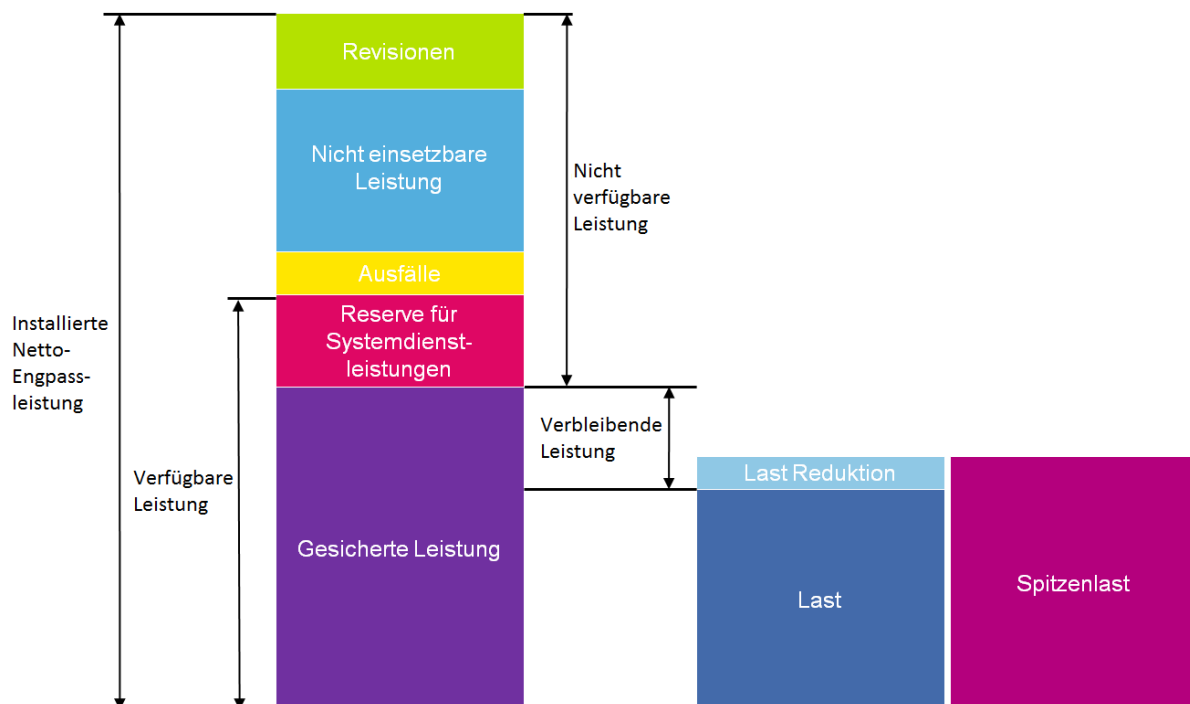 Revisionen
Nicht einsetzbare
Leistung
Nicht
verfügbare
Leistung
Ausfälle
Reserve für
Systemdienst-
leistungen
Installierte
Netto-
Engpass-
leistung
Verbleibende
Leistung
Verfügbare
Leistung
Last Reduktion
Gesicherte Leistung
Last
Spitzenlast